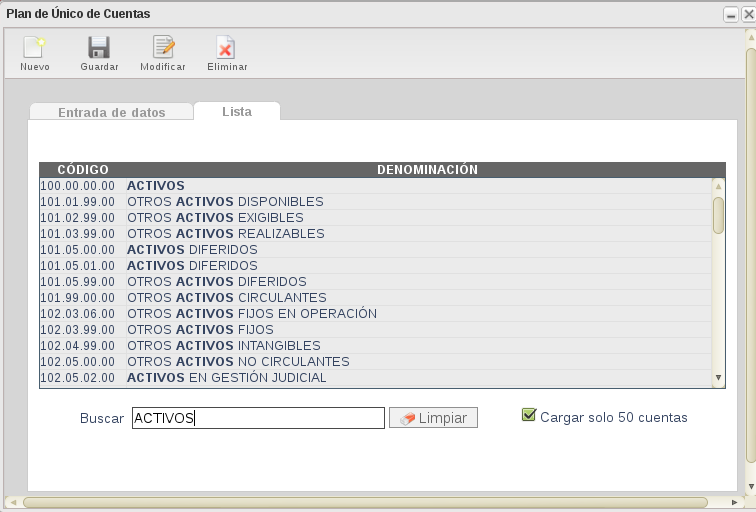 Plan de Único de Cuentas
Nuevo Guardar Modificar Eliminar
Entrada de datos Lista
CÓDIGO DENOMINACIÓN
100.00.00.00 ACTIVOS
101.01.99.00 OTROS ACTIVOS DISPONIBLES
101.02.99.00 OTROS ACTIVOS EXIGIBLES
101.03.99.00 OTROS ACTIVOS REALIZABLES
101.05.00.00 ACTIVOS DIFERIDOS
101.05.01.00 ACTIVOS DIFERIDOS
101.05.99.00 OTROS ACTIVOS DIFERIDOS
101.99.00.00 OTROS ACTIVOS CIRCULANTES
102.03.06.00 OTROS ACTIVOS FIJOS EN OPERACIÓN
102.03.99.00 OTROS ACTIVOS FIJOS
102.04.99.00 OTROS ACTIVOS INTANGIBLES
102.05.00.00 OTROS ACTIVOS NO CIRCULANTES
102.05.02.00 ACTIVOS EN GESTIÓN JUDICIAL
Buscar ACTIVOS Limpiar Cargar solo 50 cuentas